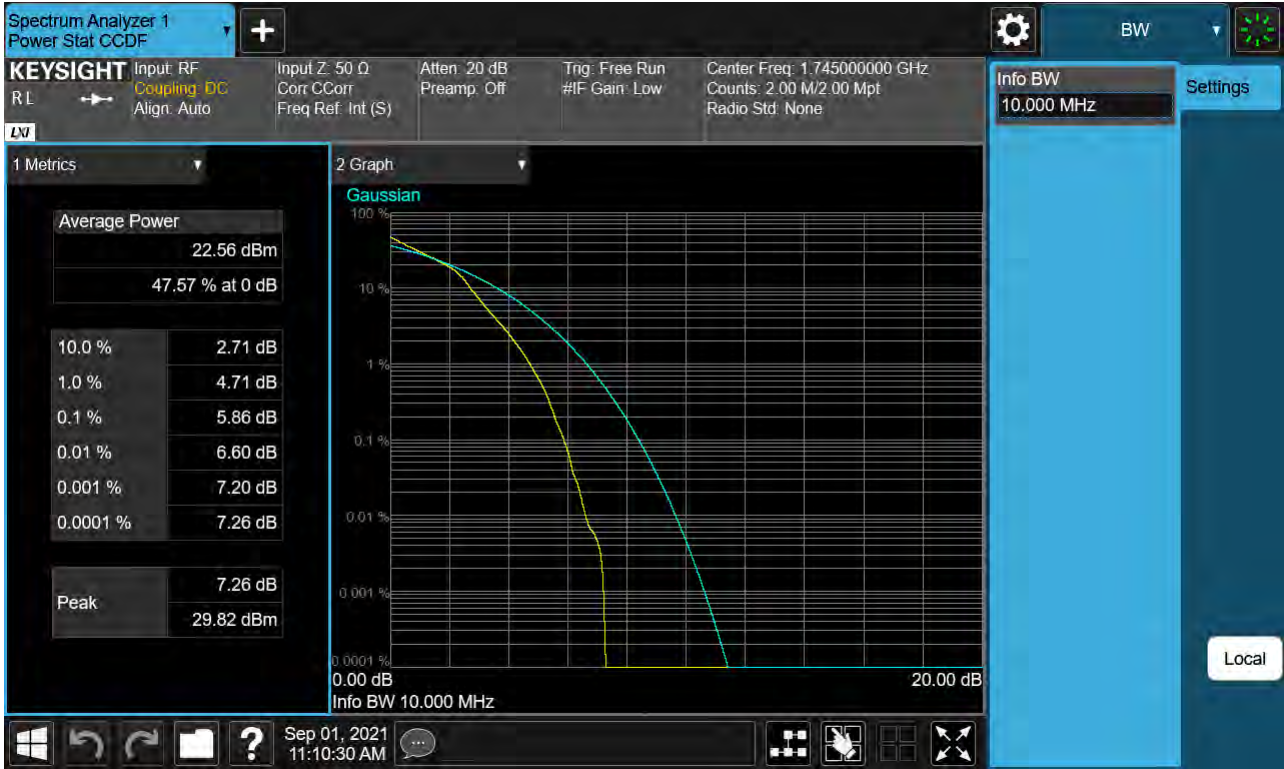 Spectrum Analyzer 1
Power Stat CCDF
BW
KEYSIGHT
R L
LXI
Input: RF
Coupling: DC
Align: Auto
Input Z: 50 Ω
Corr CCorr
Freq Ref: Int (S)
Atten: 20 dB
Preamp: Off
Trig: Free Run
#IF Gain: Low
Center Freq: 1.745000000 GHz
Counts: 2.00 M/2.00 Mpt
Radio Std: None
Info BW
10.000 MHz
Settings
1 Metrics
Average Power
22.56 dBm
47.57 % at 0 dB
10.0 % 2.71 dB
1.0 % 4.71 dB
0.1 % 5.86 dB
0.01 % 6.60 dB
0.001 % 7.20 dB
0.0001 % 7.26 dB
Peak
7.26 dB
29.82 dBm
2 Graph
Gaussian
100 %
10 %
1 %
0.1 %
0.01 %
0.001 %
0.0001 %
0.00 dB 20.00 dB
Info BW 10.000 MHz
Local
?
Sep 01, 2021
11:10:30 AM